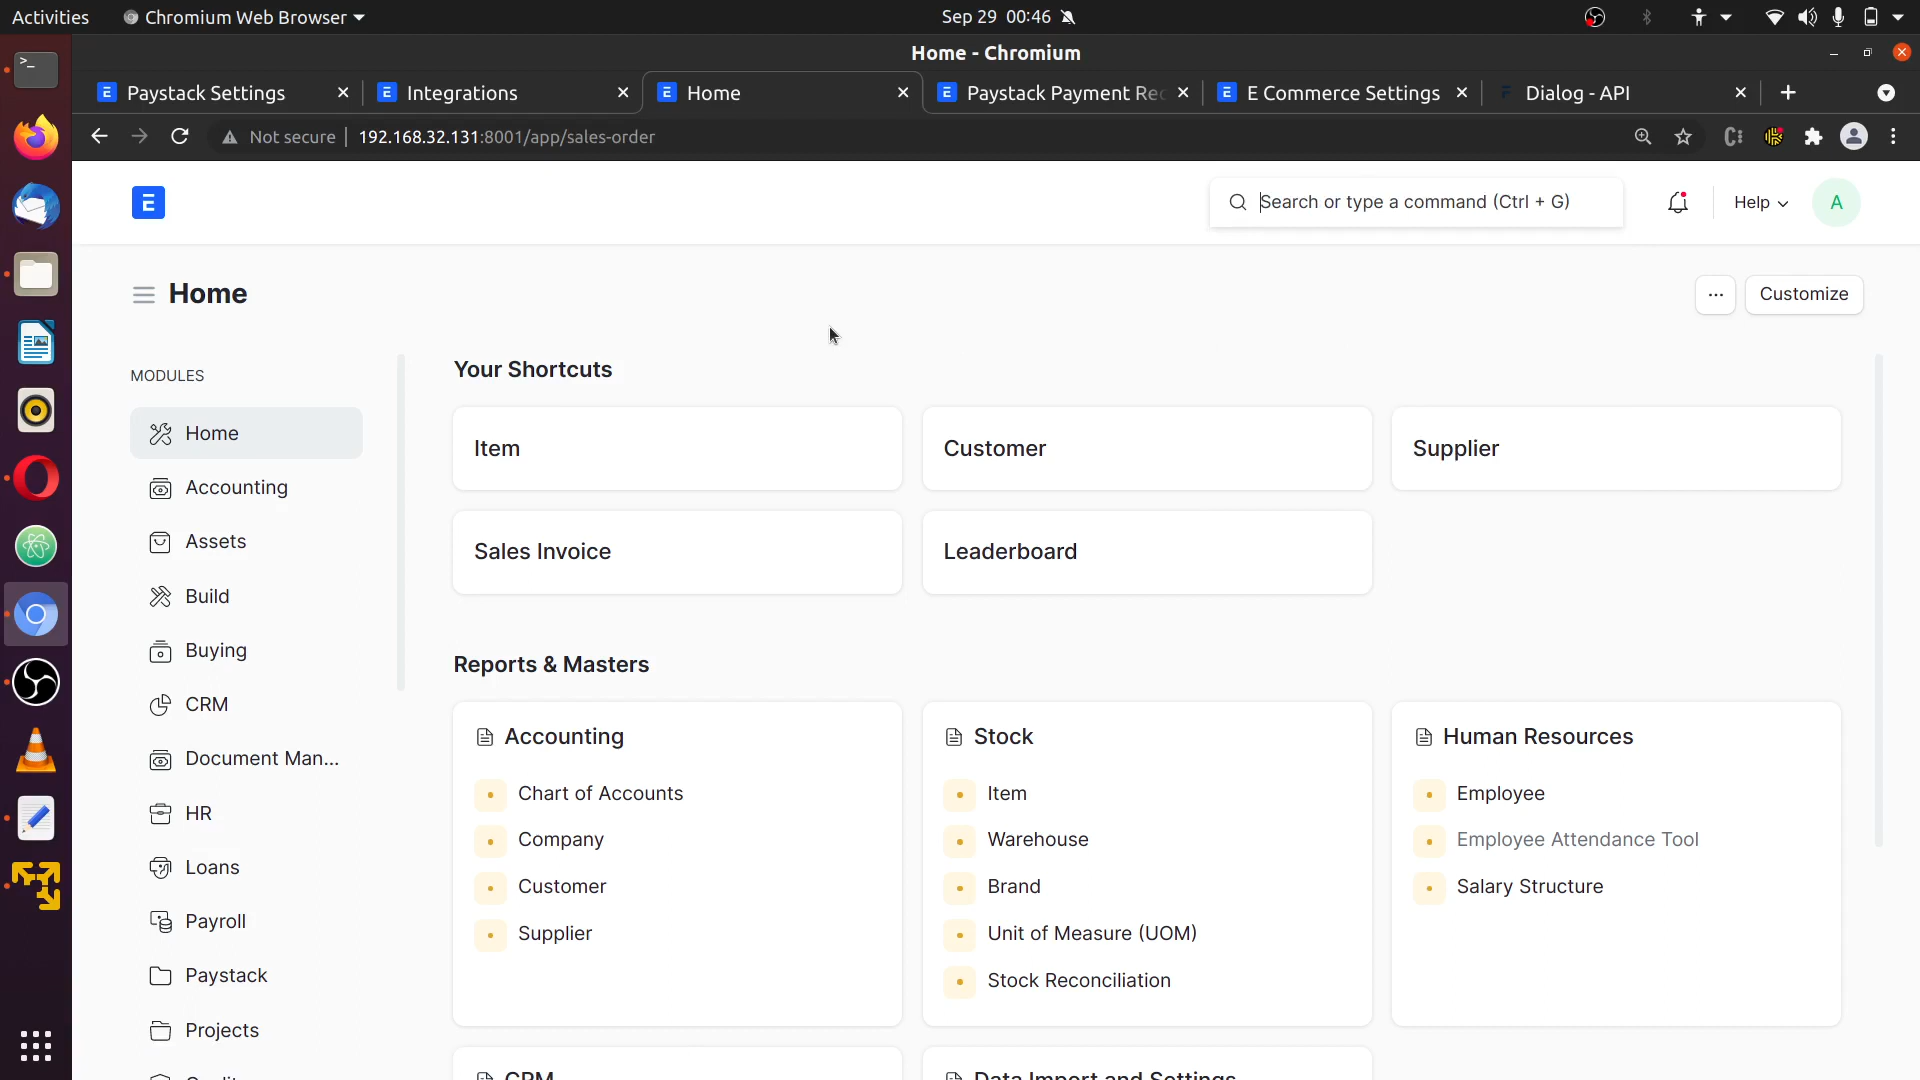 Activities
Chromium Web Browser
Sep 29 00:46
Home - Chromium
E Paystack Settings
E Integrations
E Home
E Paystack Payment Rec
E E Commerce Settings
Dialog - API
Not secure
192.168.32.131:8001/app/sales-order
E
Search or type a command (Ctrl + G)
Help
A
Home
...
Customize
MODULES
Home
Accounting
Assets
Build
Buying
CRM
Document Man...
HR
Loans
Payroll
Paystack
Projects
Your Shortcuts
Item
Customer
Supplier
Sales Invoice
Leaderboard
Reports & Masters
Accounting
Chart of Accounts
Company
Customer
Supplier
Stock
Item
Warehouse
Brand
Unit of Measure (UOM)
Stock Reconciliation
Human Resources
Employee
Employee Attendance Tool
Salary Structure
CRM
Data Import and Settings